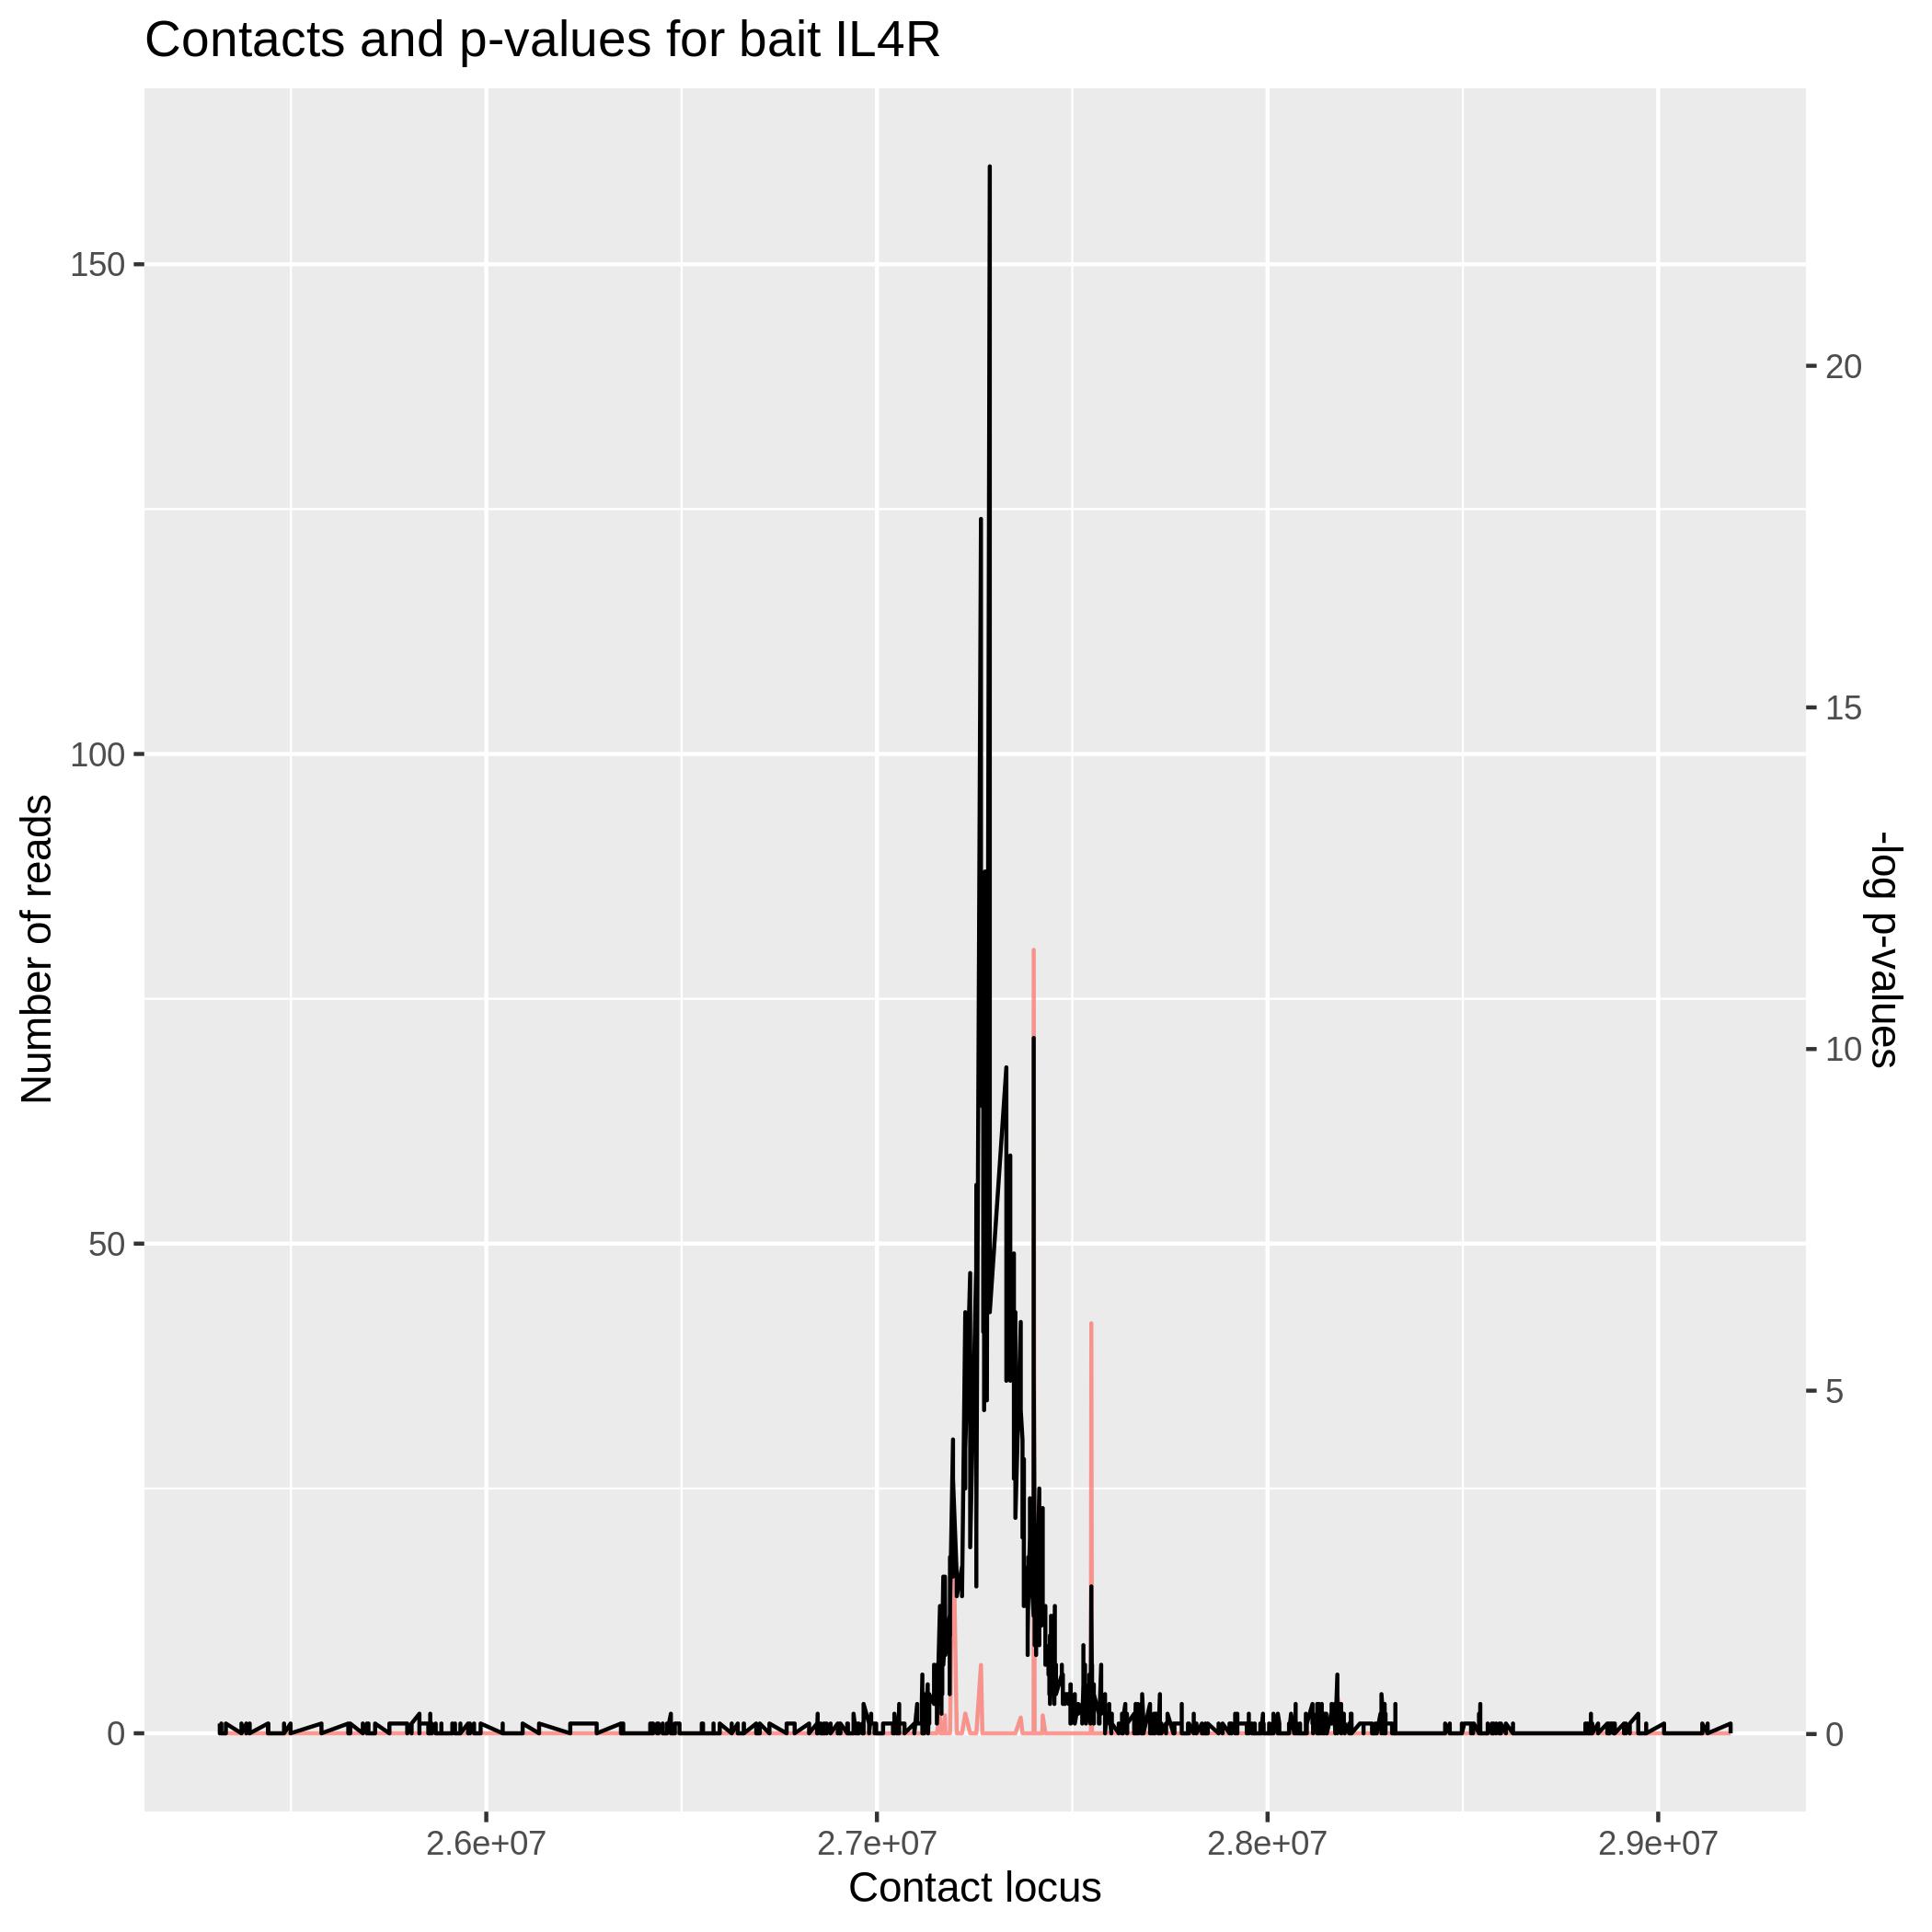 Contacts and p-values for bait IL4R
Number of reads
150
100
50
0
20
15
10
5
0
-log p-values
2.6e+07
2.7e+07
2.8e+07
2.9e+07
Contact locus